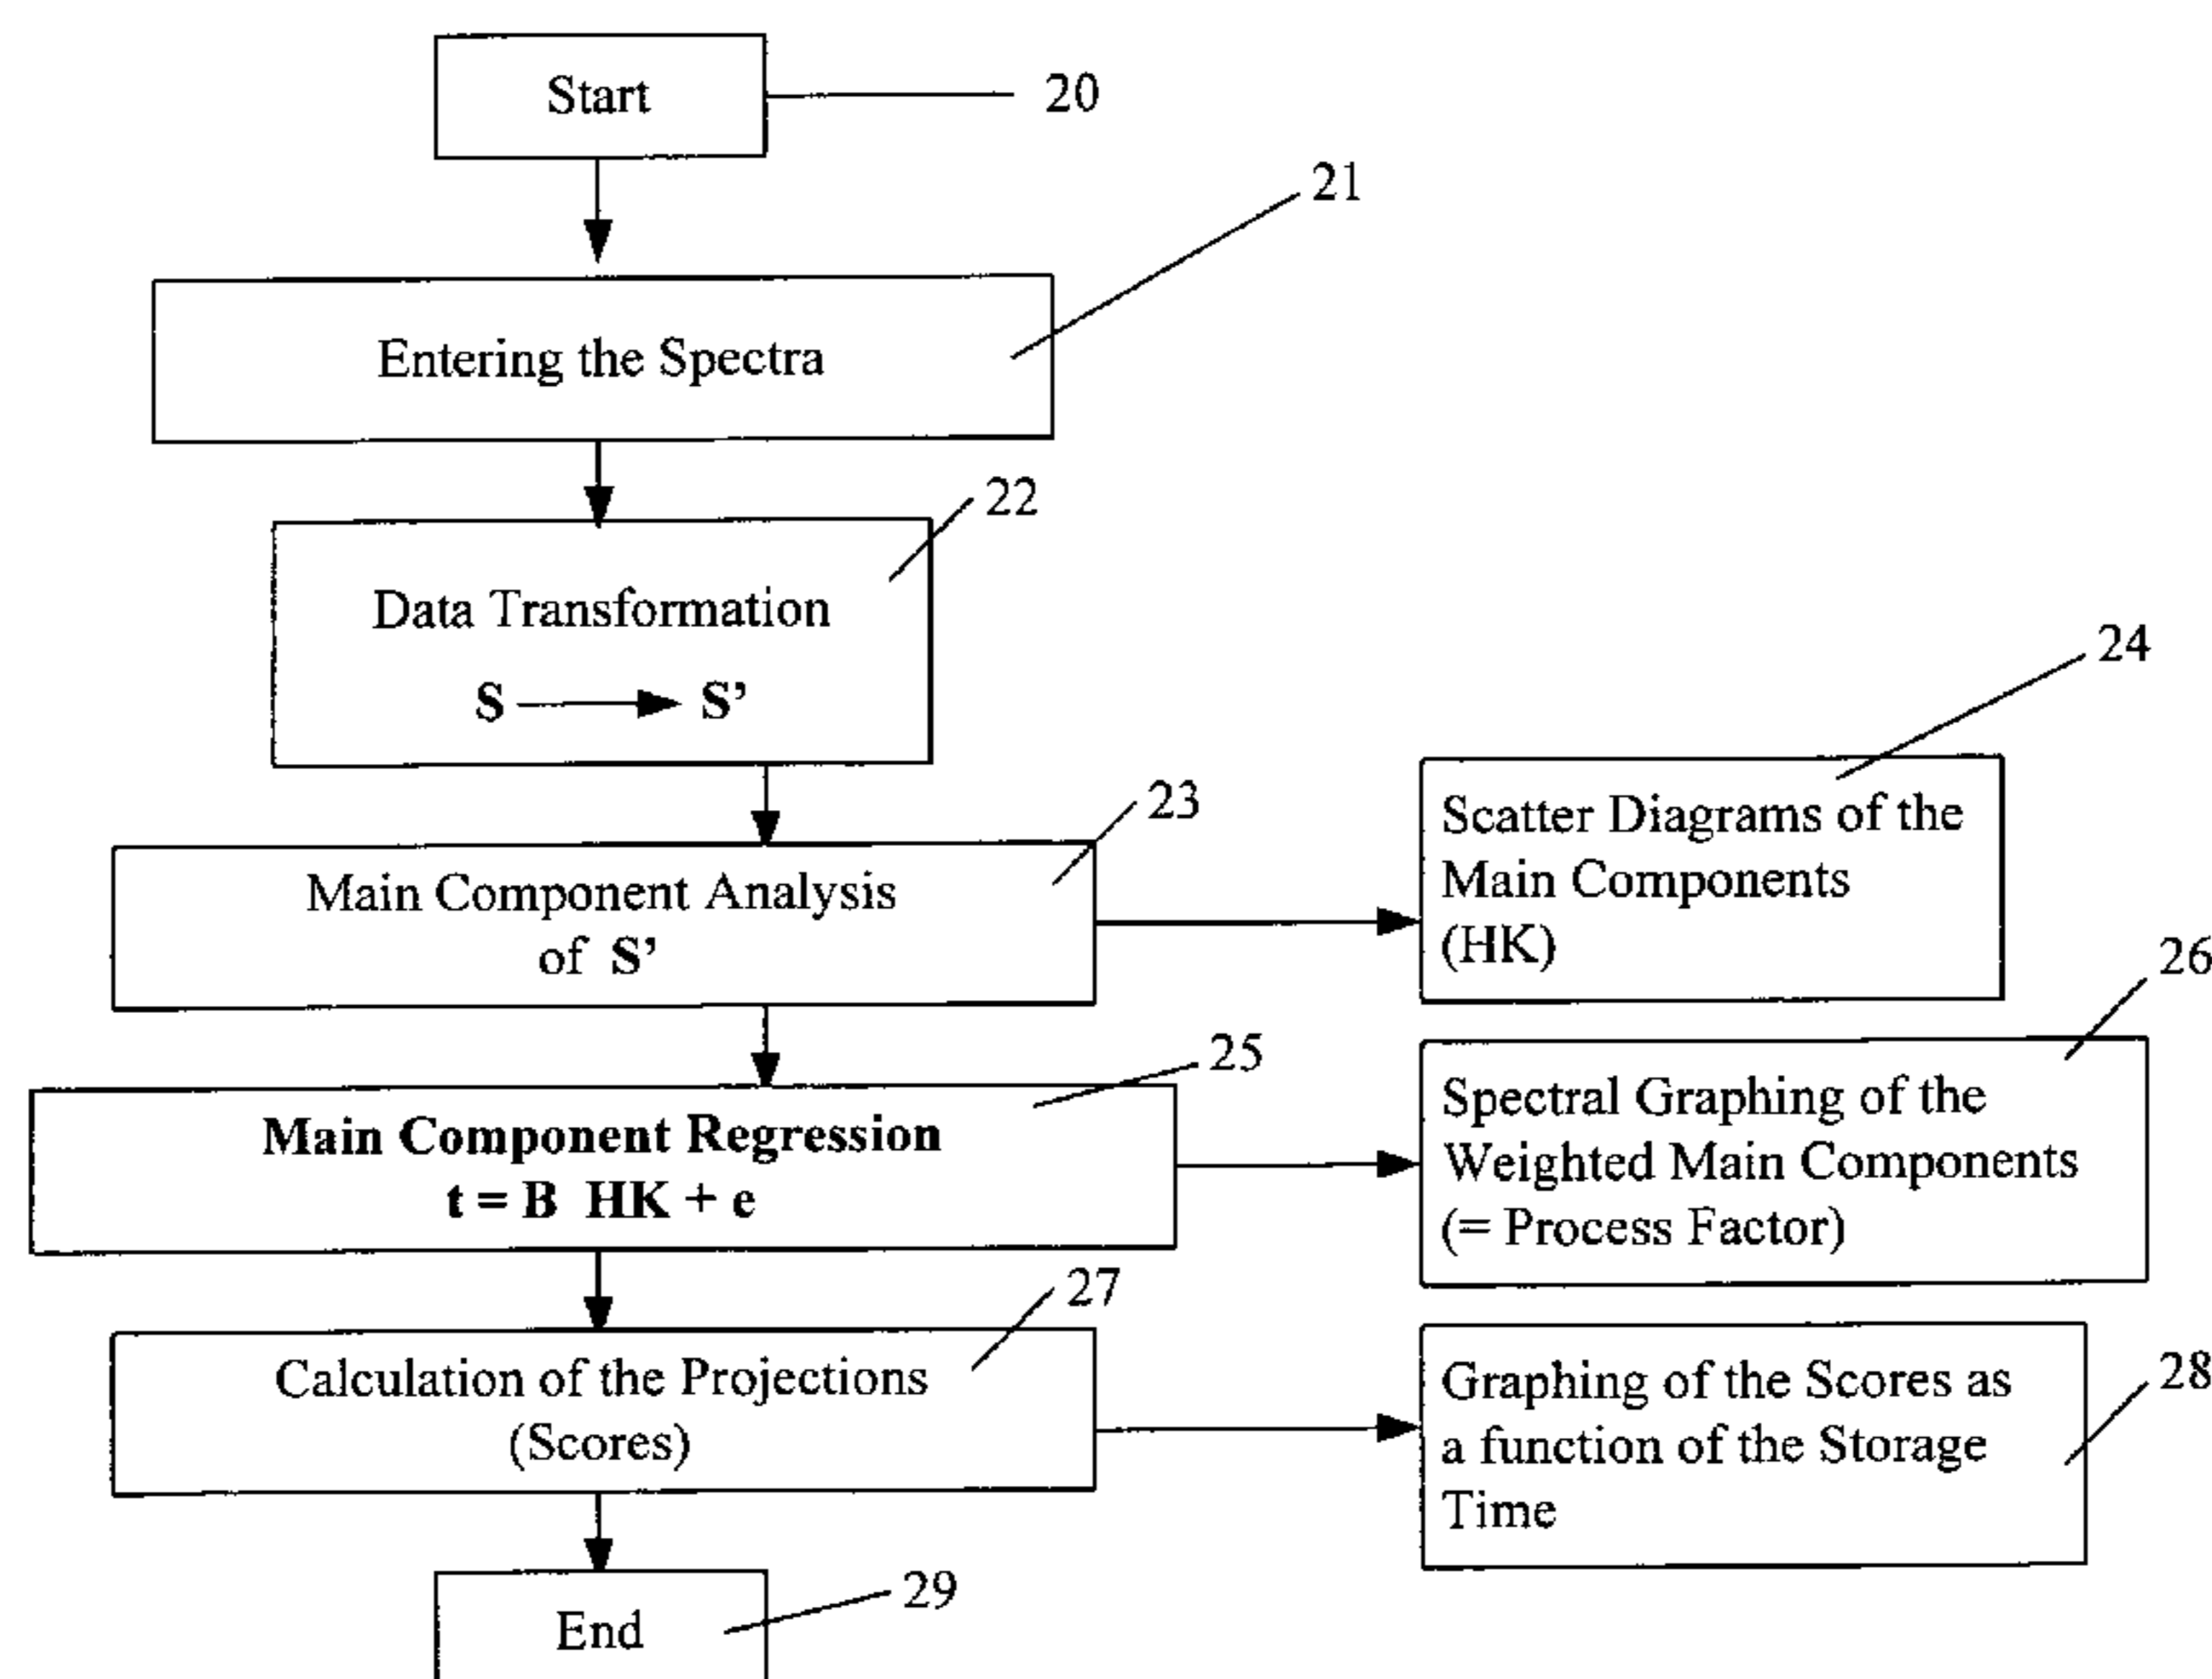 Start
20
21
Entering the Spectra
22
Data Transformation
S S’
24
23
Main Component Analysis
of S’
Scatter Diagrams of the
Main Components
(HK)
26
25
Main Component Regression
t = B HK + e
Spectral Graphing of the
Weighted Main Components
(= Process Factor)
27
Calculation of the Projections
(Scores)
28
Graphing of the Scores as
a function of the Storage
Time
29
End